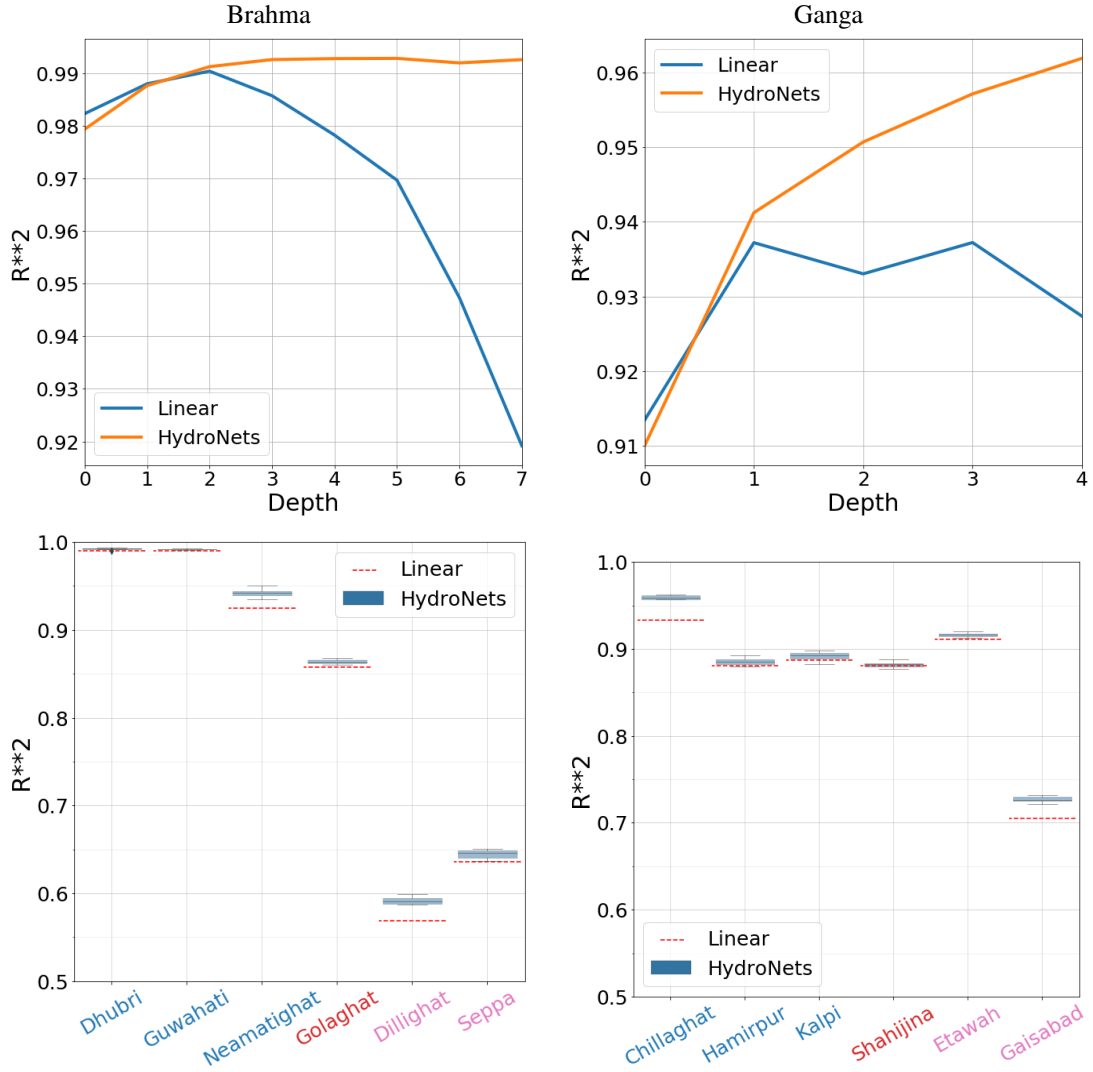 Brahma
Ganga
0.99
0.98
0.97
0.96
0.95
0.94
0.93
0.92
R**2
Linear
HydroNets
0 1 2 3 4 5 6 7
Depth
0.96
0.95
0.94
0.93
0.92
0.91
R**2
Linear
HydroNets
0 1 2 3 4
Depth
1.0
0.9
0.8
0.7
0.6
0.5
R**2
Linear
HydroNets
Dhubri
Guwahati
Neamatighat
Golaghat
Dillighat
Seppa
1.0
0.9
0.8
0.7
0.6
0.5
R**2
Linear
HydroNets
Chillaghat
Hamirpur
Kalpi
Shahijina
Etawah
Gaisabad